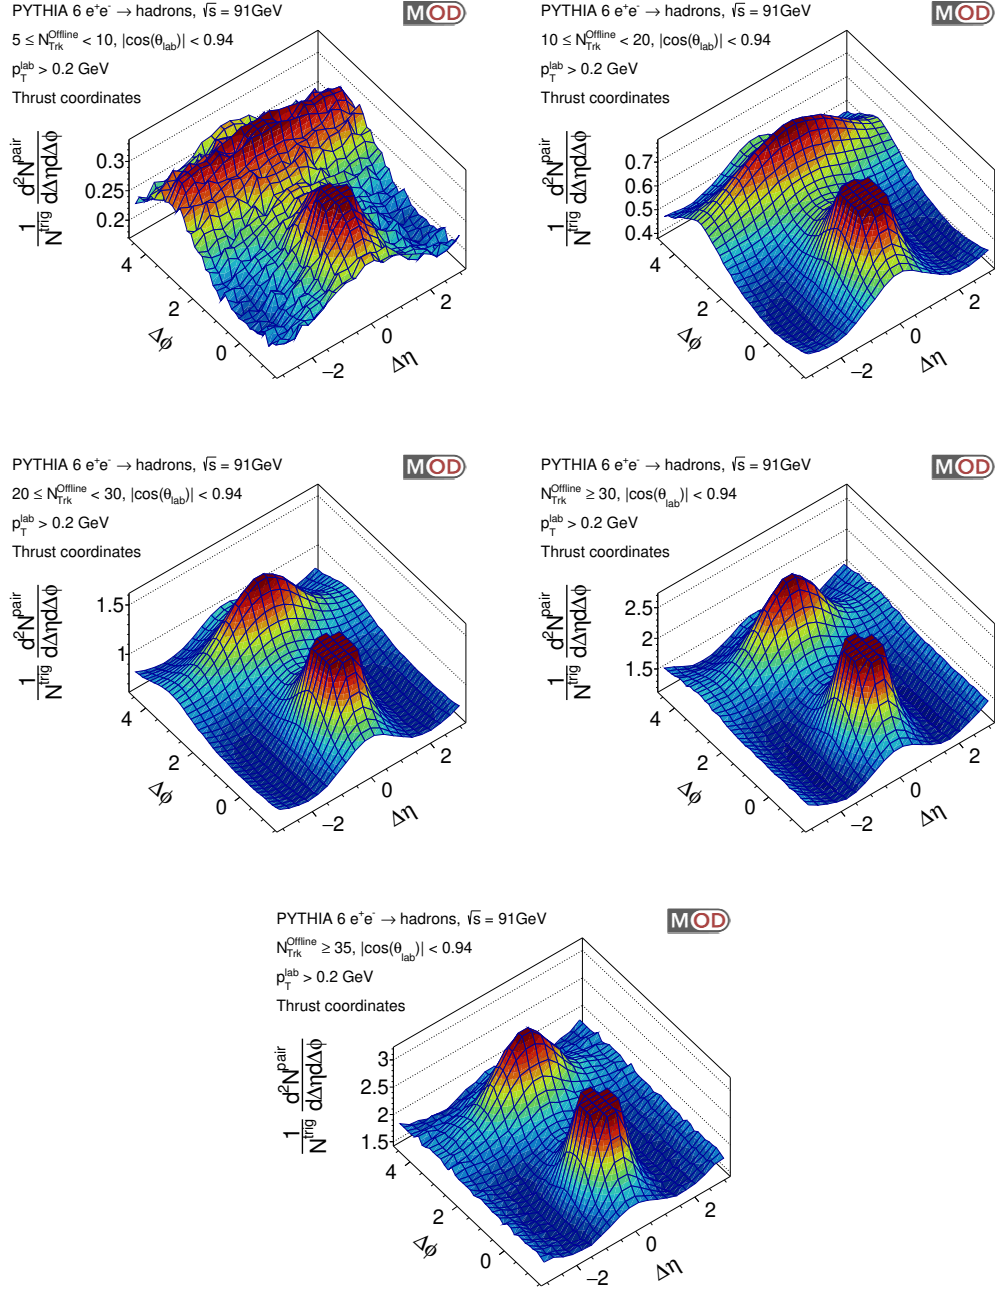 PYTHIA 6 e⁺e⁻ → hadrons, √s = 91GeV
MOD
5 ≤ N_Trk^Offline < 10, |cos(θ_lab)| < 0.94
p_T^lab > 0.2 GeV
Thrust coordinates
1/N^trig d²N^pair/dΔηdΔϕ
0.3
0.25
0.2
4
2
0
Δϕ
−2
0
2
Δη
PYTHIA 6 e⁺e⁻ → hadrons, √s = 91GeV
MOD
10 ≤ N_Trk^Offline < 20, |cos(θ_lab)| < 0.94
p_T^lab > 0.2 GeV
Thrust coordinates
1/N^trig d²N^pair/dΔηdΔϕ
0.7
0.6
0.5
0.4
4
2
0
Δϕ
−2
0
2
Δη
PYTHIA 6 e⁺e⁻ → hadrons, √s = 91GeV
MOD
20 ≤ N_Trk^Offline < 30, |cos(θ_lab)| < 0.94
p_T^lab > 0.2 GeV
Thrust coordinates
1/N^trig d²N^pair/dΔηdΔϕ
1.5
1
4
2
0
Δϕ
−2
0
2
Δη
PYTHIA 6 e⁺e⁻ → hadrons, √s = 91GeV
MOD
N_Trk^Offline ≥ 30, |cos(θ_lab)| < 0.94
p_T^lab > 0.2 GeV
Thrust coordinates
1/N^trig d²N^pair/dΔηdΔϕ
2.5
2
1.5
4
2
0
Δϕ
−2
0
2
Δη
PYTHIA 6 e⁺e⁻ → hadrons, √s = 91GeV
MOD
N_Trk^Offline ≥ 35, |cos(θ_lab)| < 0.94
p_T^lab > 0.2 GeV
Thrust coordinates
1/N^trig d²N^pair/dΔηdΔϕ
3
2.5
2
1.5
4
2
0
Δϕ
−2
0
2
Δη